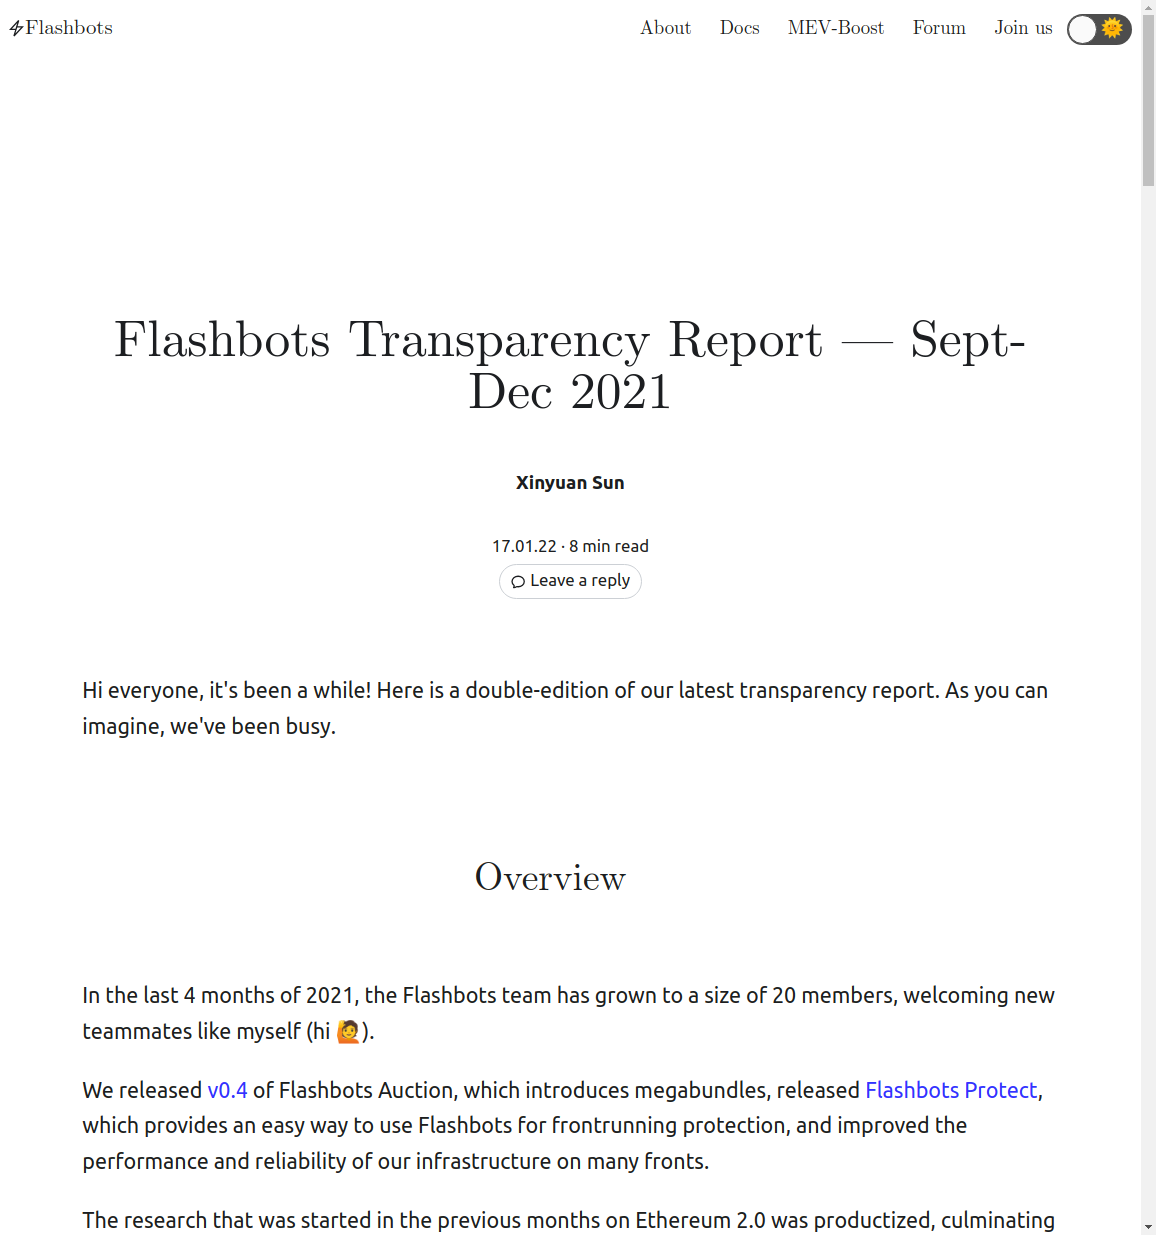 Flashbots
About Docs MEV-Boost Forum Join us
Flashbots Transparency Report — Sept-
Dec 2021
Xinyuan Sun
17.01.22 · 8 min read
Leave a reply
Hi everyone, it's been a while! Here is a double-edition of our latest transparency report. As you can
imagine, we've been busy.
Overview
In the last 4 months of 2021, the Flashbots team has grown to a size of 20 members, welcoming new
teammates like myself (hi 🙋).
We released v0.4 of Flashbots Auction, which introduces megabundles, released Flashbots Protect,
which provides an easy way to use Flashbots for frontrunning protection, and improved the
performance and reliability of our infrastructure on many fronts.
The research that was started in the previous months on Ethereum 2.0 was productized, culminating